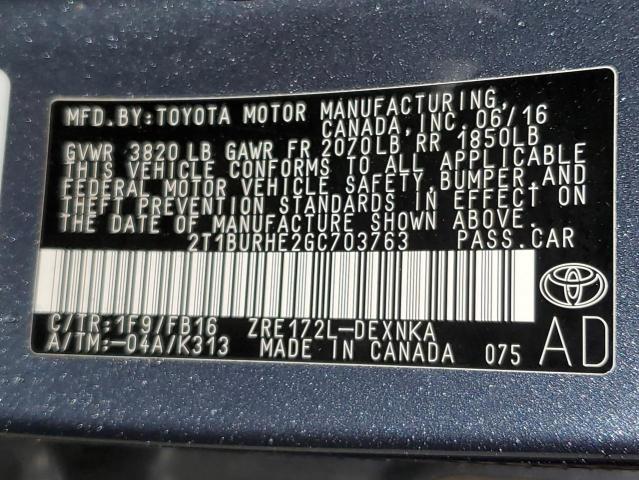 MFD. BY: TOYOTA MOTOR MANUFACTURING,
CANADA, INC. 06/16
GVWR 3820 LB GAWR FR 2070LB RR 1850LB
THIS VEHICLE CONFORMS TO ALL APPLICABLE
FEDERAL MOTOR VEHICLE SAFETY, BUMPER AND
THEFT PREVENTION STANDARDS IN EFFECT ON
THE DATE OF MANUFACTURE SHOWN ABOVE.
2T1BURHE2GC703763 PASS.CAR
C/TR:1F9/FB16 ZRE172L-DEXNKA
A/TM:-04A/K313 MADE IN CANADA 075 AD